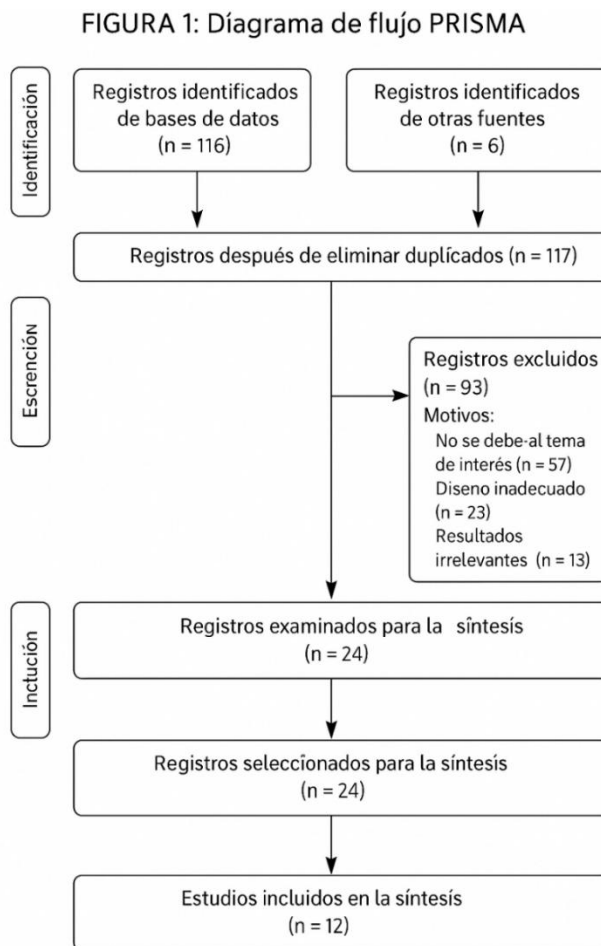 FIGURA 1: Díagrama de flujo PRISMA
Identificación
Registros identificados
de bases de datos
(n = 116)
Registros identificados
de otras fuentes
(n = 6)
Registros después de eliminar duplícados (n = 117)
EscrencióN
Registros excluidos
(n = 93)
Motivos:
No se debe-al tema
de interés (n = 57)
Diseno inadecuado
(n = 23)
Resultados
irrelevantes (n = 13)
Inctución
Registros examinados para la síntesis
(n = 24)
Registros seleccionados para la síntesis
(n = 24)
Estudios incluidos en la síntesis
(n = 12)